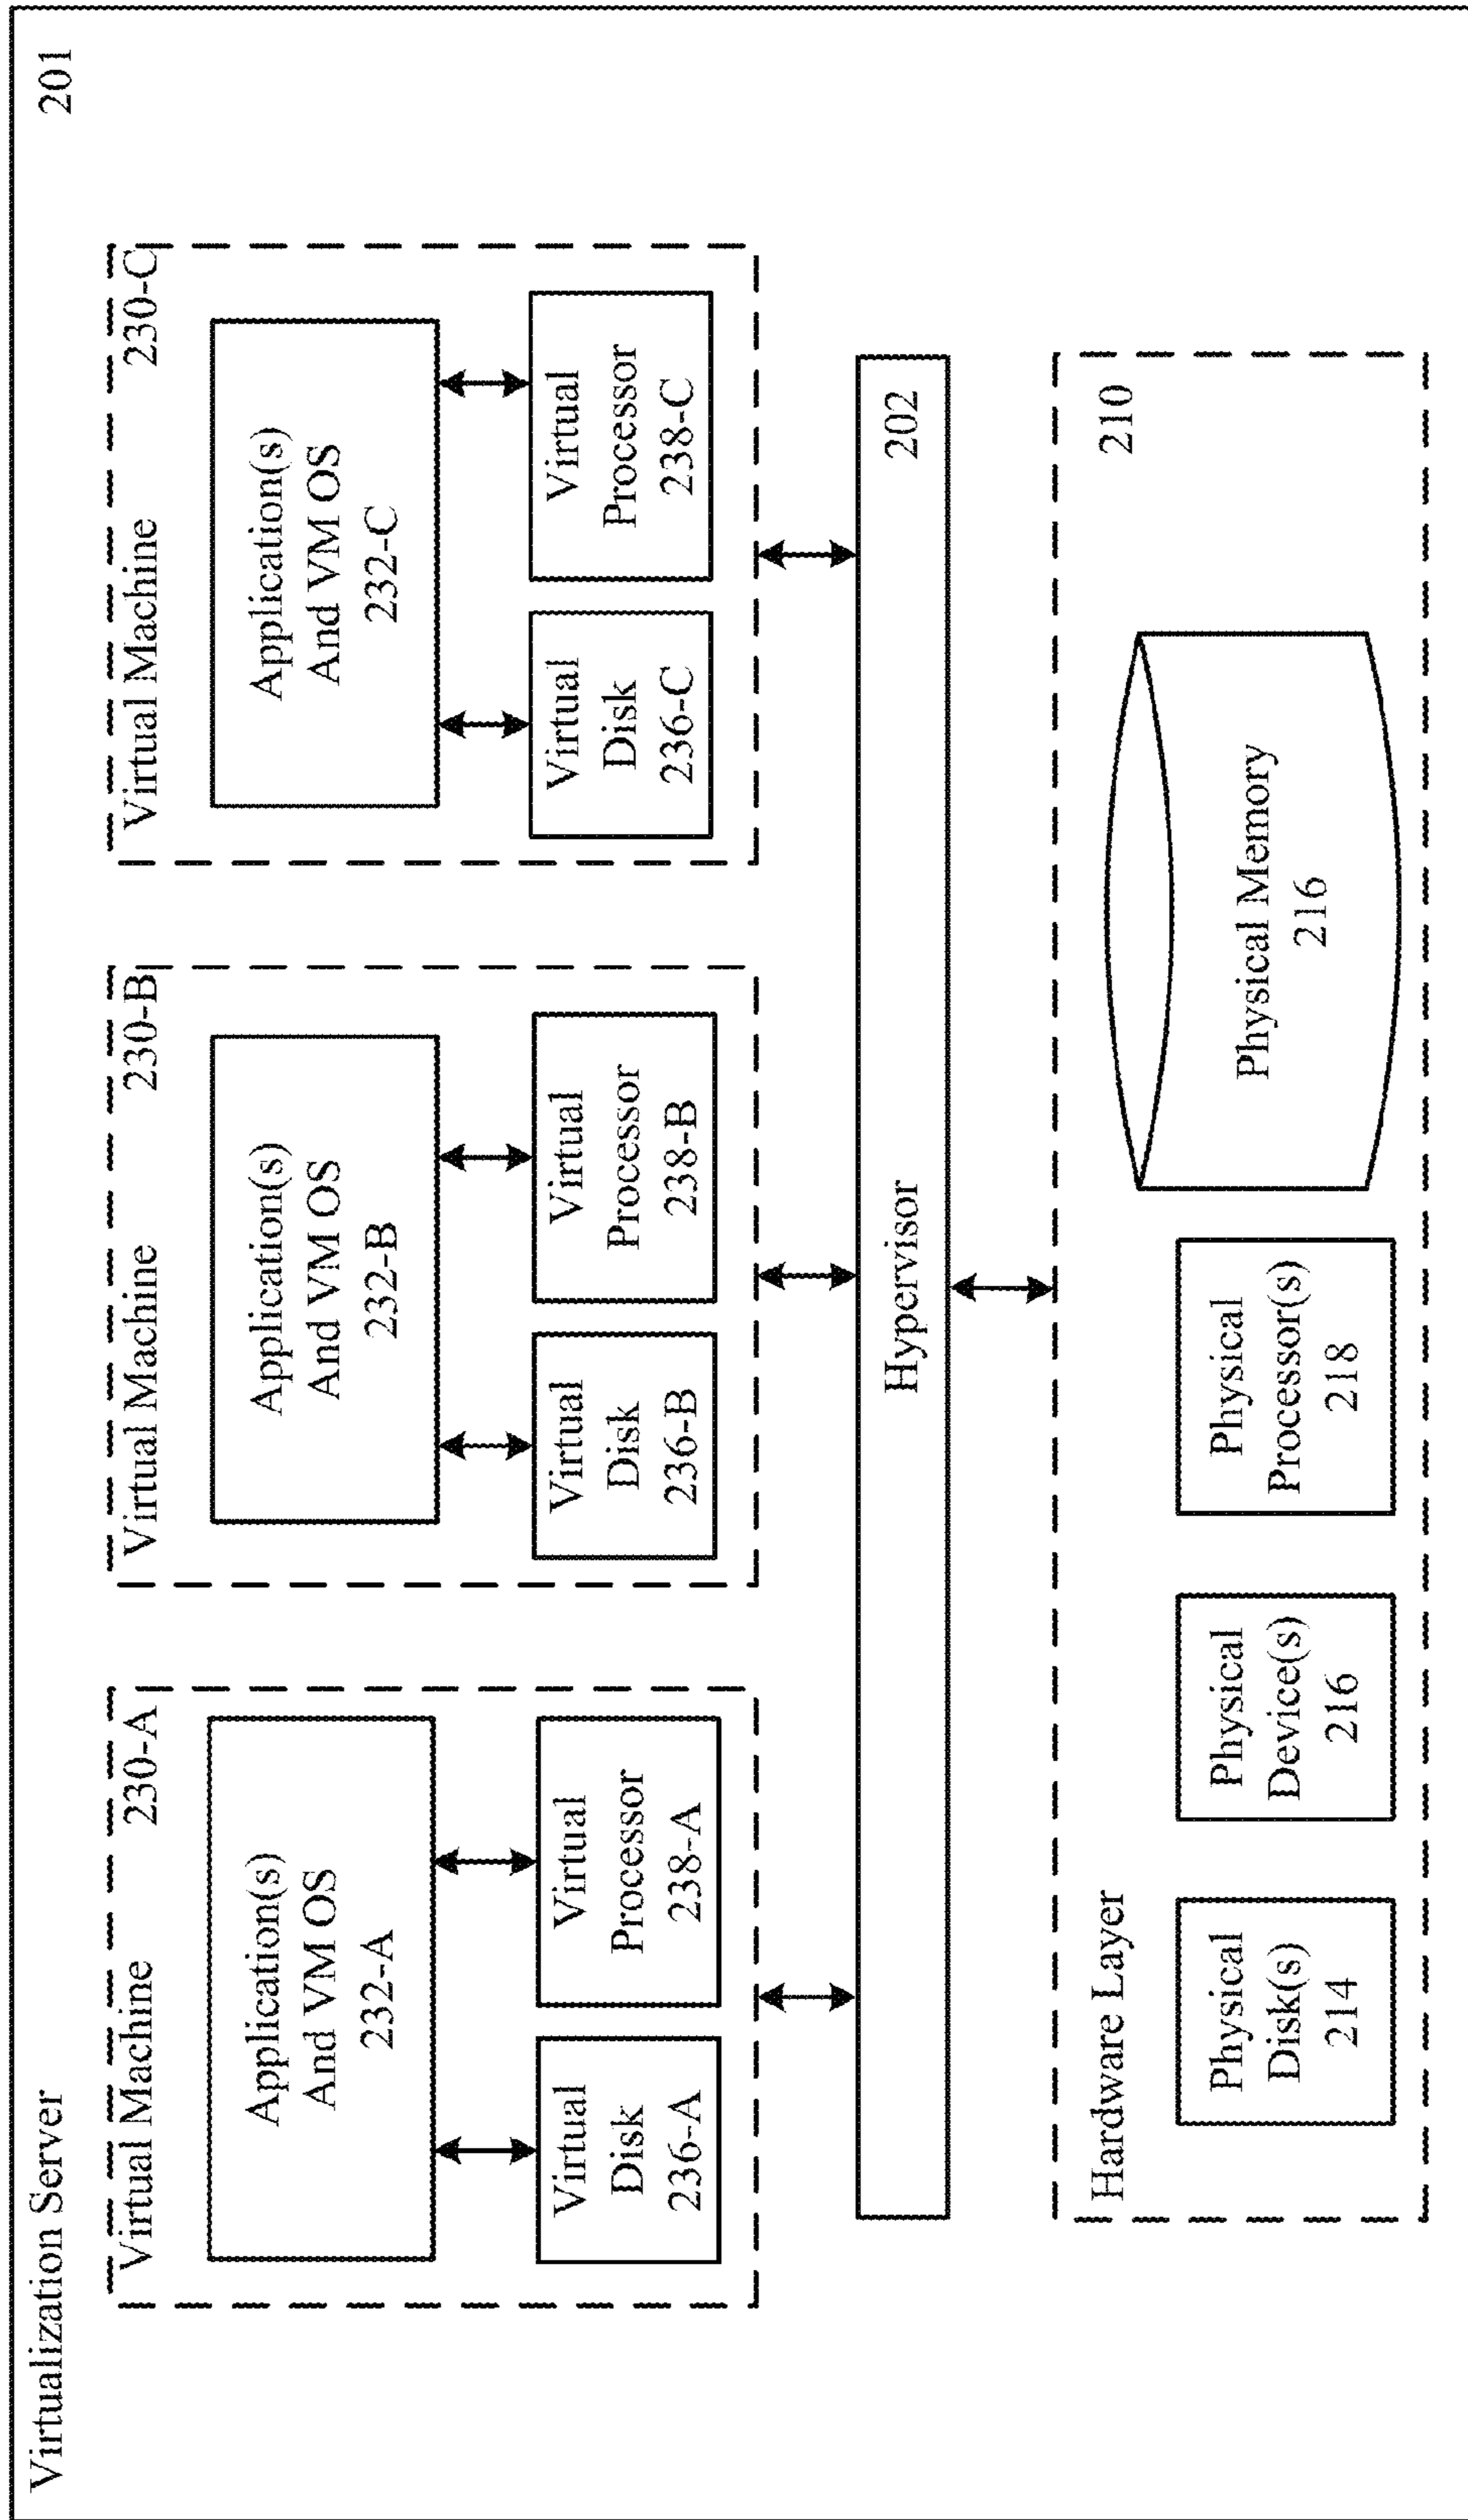 Virtualization Server
201
Virtual Machine
230-A
Application(s)
And VM OS
232-A
Virtual
Disk
236-A
Virtual
Processor
238-A
Virtual Machine
230-B
Application(s)
And VM OS
232-B
Virtual
Disk
236-B
Virtual
Processor
238-B
Virtual Machine
230-C
Application(s)
And VM OS
232-C
Virtual
Disk
236-C
Virtual
Processor
238-C
Hypervisor
202
Hardware Layer
210
Physical
Disk(s)
214
Physical
Device(s)
216
Physical
Processor(s)
218
Physical Memory
216